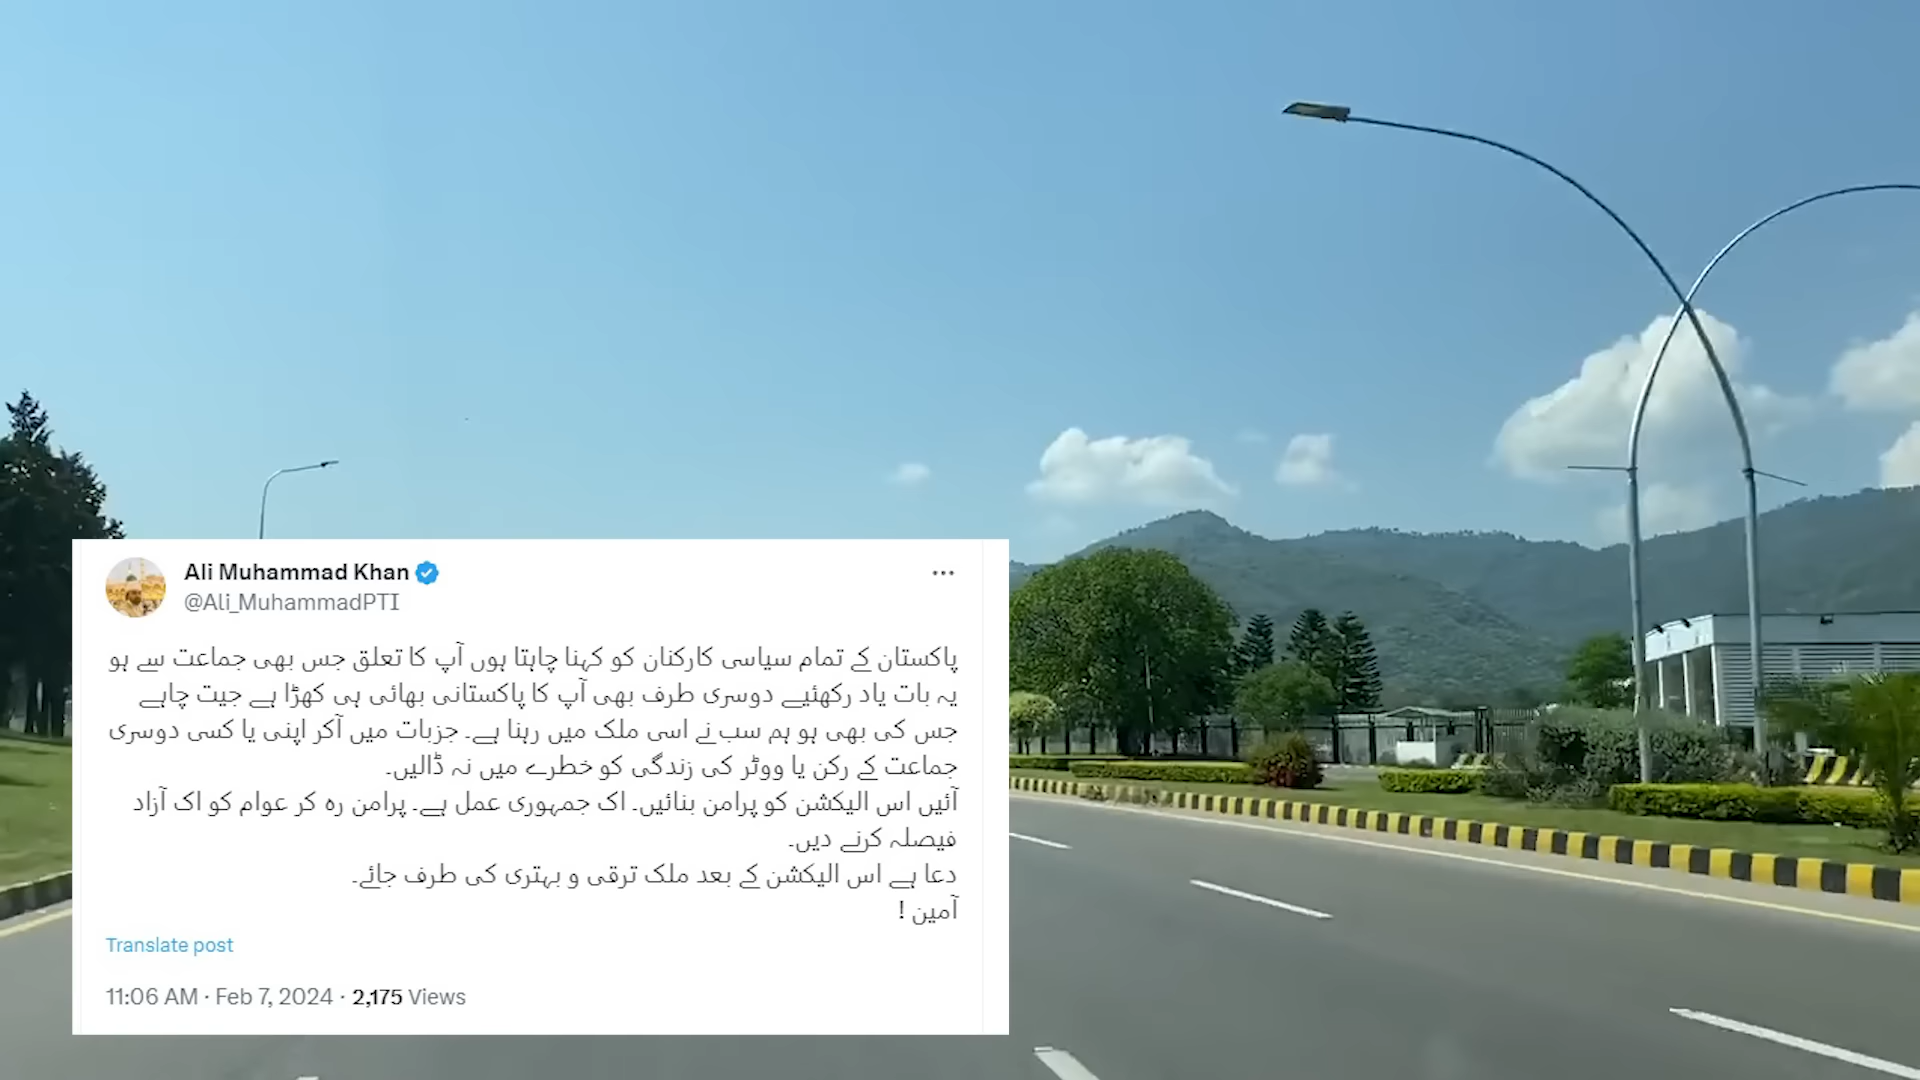 Ali Muhammad Khan
@Ali_MuhammadPTI
پاکستان کے تمام سیاسی کارکنان کو کہنا چاہتا ہوں آپ کا تعلق جس بھی جماعت سے ہو
یہ بات یاد رکھئیے دوسری طرف بھی آپ کا پاکستانی بھائی ہی کھڑا ہے جیت چاہے
جس کی بھی ہو ہم سب نے اسی ملک میں رہنا ہے۔ جزبات میں آکر اپنی یا کسی دوسری
جماعت کے رکن یا ووٹر کی زندگی کو خطرے میں نہ ڈالیں۔
آئیں اس الیکشن کو پرامن بنائیں۔ اک جمہوری عمل ہے۔ پرامن رہ کر عوام کو اک آزاد
فیصلہ کرنے دیں۔
دعا ہے اس الیکشن کے بعد ملک ترقی و بہتری کی طرف جائے۔
آمین !
Translate post
11:06 AM · Feb 7, 2024 · 2,175 Views